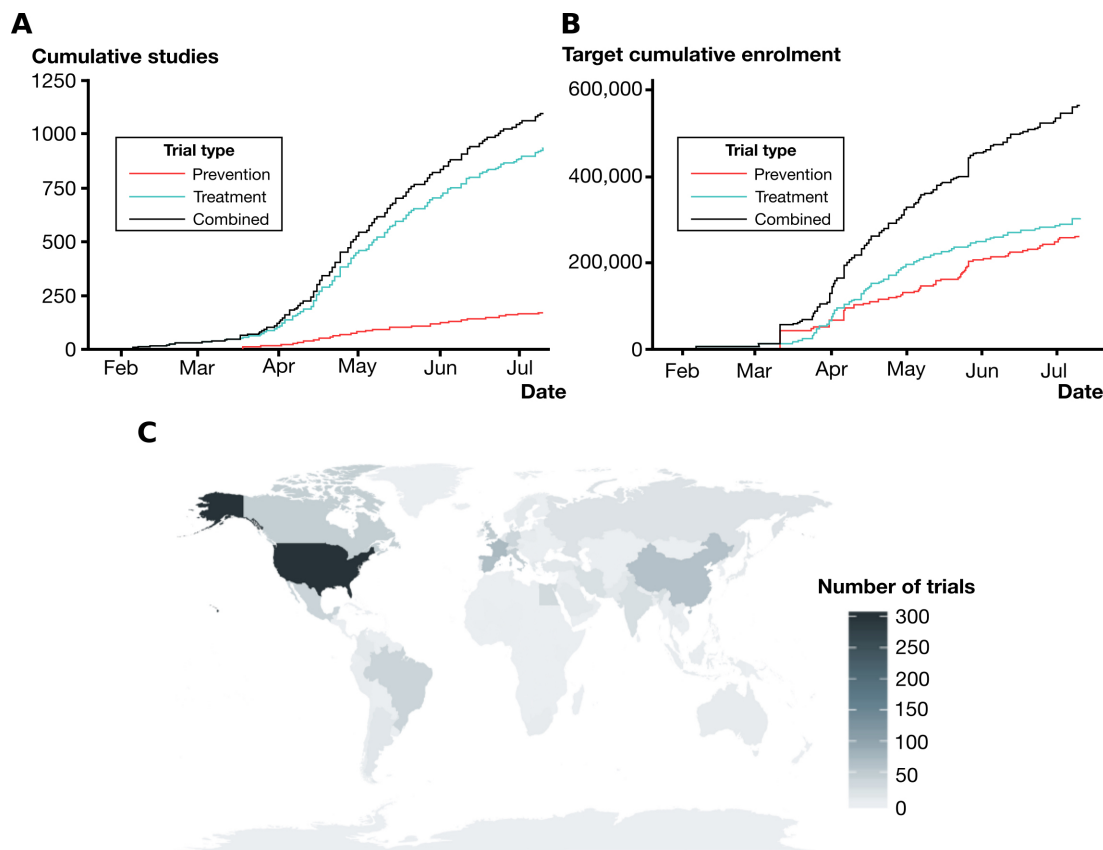 A
Cumulative studies
1250
1000
750
500
250
0
Trial type
Prevention
Treatment
Combined
Feb Mar Apr May Jun Jul
Date
B
Target cumulative enrolment
600,000
400,000
200,000
0
Trial type
Prevention
Treatment
Combined
Feb Mar Apr May Jun Jul
Date
C
Number of trials
300
250
200
150
100
50
0